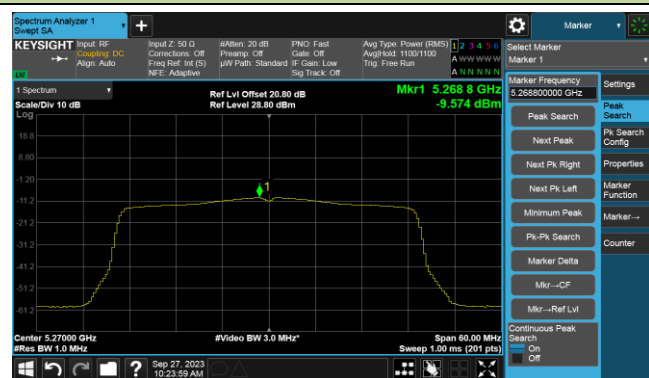 Spectrum Analyzer 1
Swept SA
Marker
KEYSIGHT
Input: RF
Coupling: DC
Align: Auto
Input Z: 50 Ω
Corrections: Off
Freq Ref: Int (S)
NFE: Adaptive
#Atten: 20 dB
Preamp: Off
µW Path: Standard
PNO: Fast
Gate: Off
IF Gain: Low
Sig Track: Off
Avg Type: Power (RMS)
Avg|Hold: 1100/1100
Trig: Free Run
1 2 3 4 5 6
A W W W W W
A N N N N N
LV
Select Marker
Marker 1
1 Spectrum
Scale/Div 10 dB
Ref Lvl Offset 20.80 dB
Ref Level 28.80 dBm
Mkr1 5.268 8 GHz
-9.574 dBm
Log
18.8
8.80
-1.20
-11.2
-21.2
-31.2
-41.2
-51.2
-61.2
1
Center 5.27000 GHz
#Res BW 1.0 MHz
#Video BW 3.0 MHz*
Span 60.00 MHz
Sweep 1.00 ms (201 pts)
Marker Frequency
5.268800000 GHz
Peak Search
Next Peak
Next Pk Right
Next Pk Left
Minimum Peak
Pk-Pk Search
Marker Delta
Mkr→CF
Mkr→Ref Lvl
Continuous Peak
Search
On
Off
Settings
Peak
Search
Pk Search
Config
Properties
Marker
Function
Marker→
Counter
Sep 27, 2023
10:23:59 AM